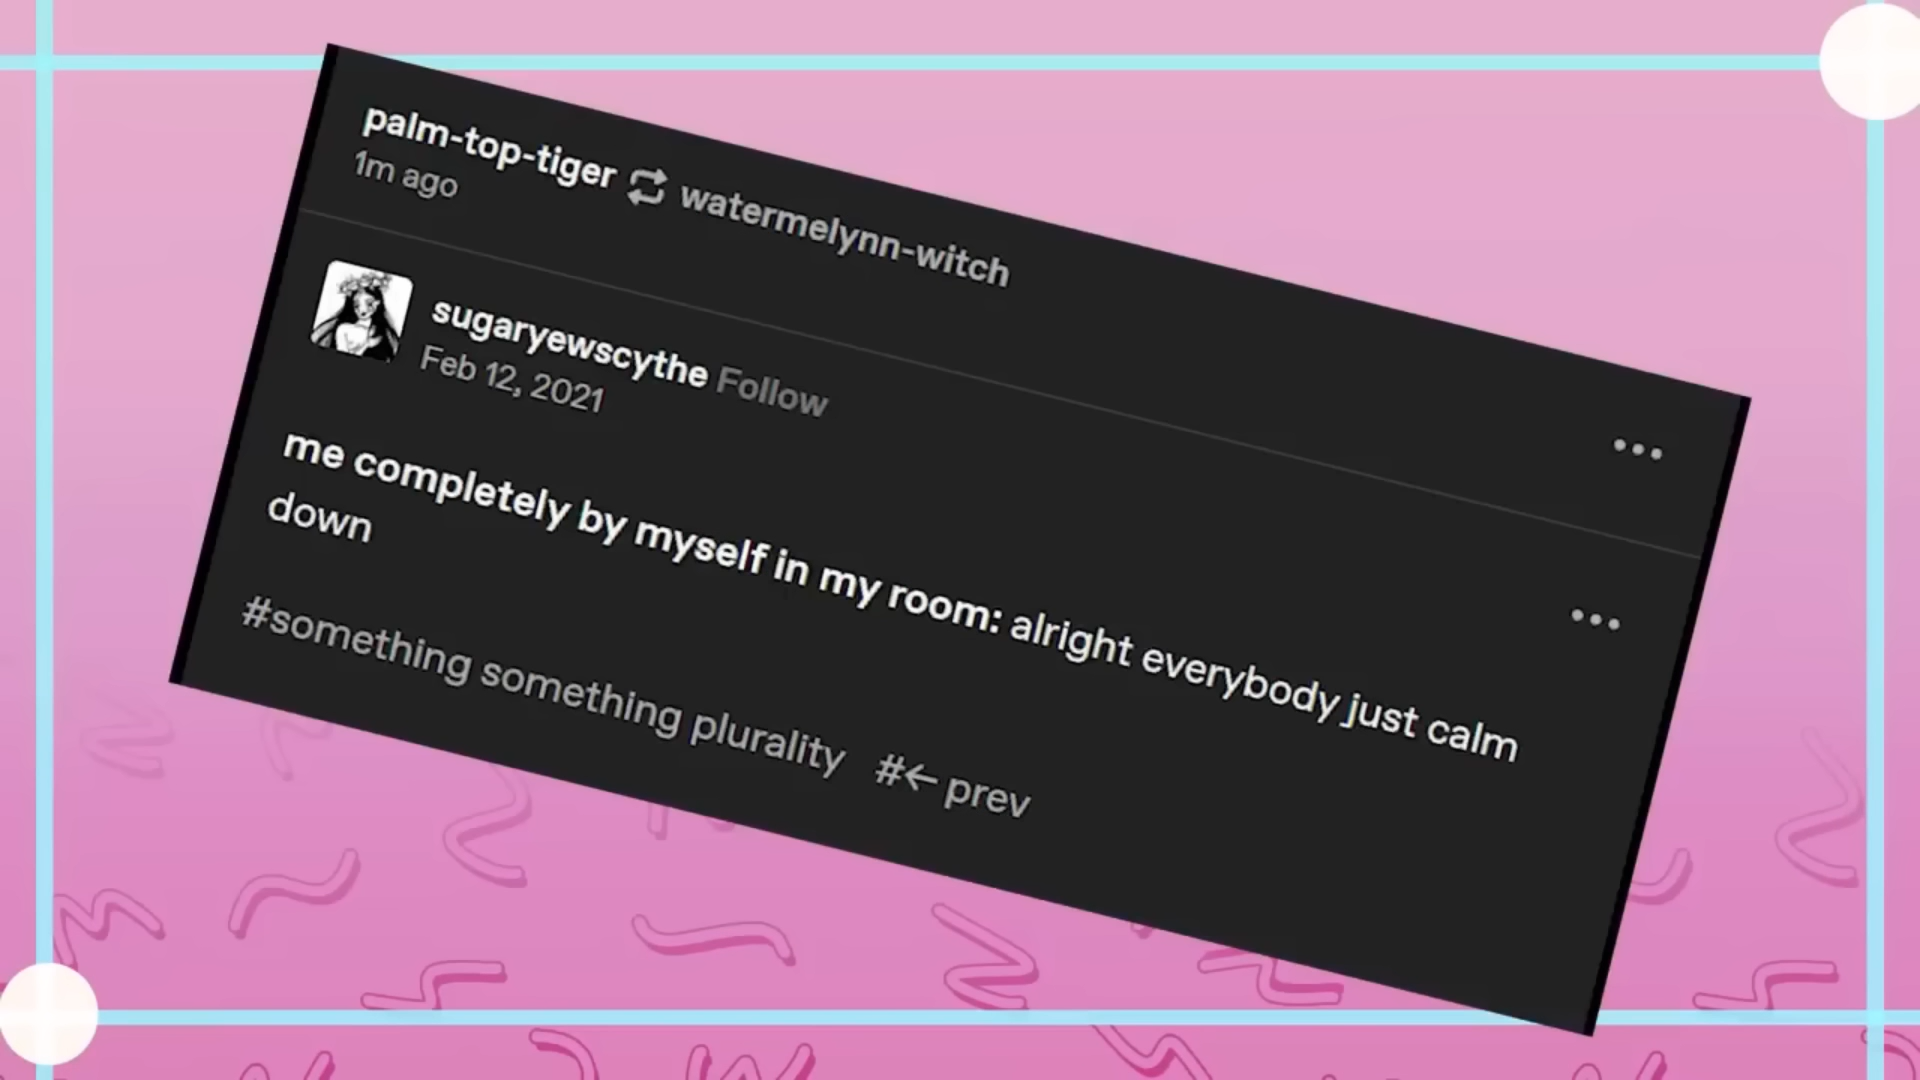 palm-top-tiger watermelynn-witch
1m ago
sugaryewscythe Follow
Feb 12, 2021
me completely by myself in my room: alright everybody just calm
down
#something something plurality #← prev